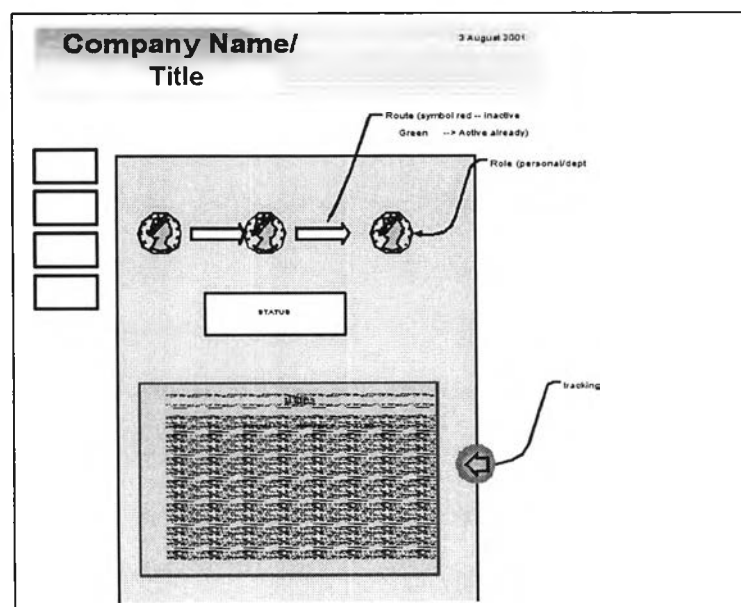 Company Name/
Title
3 August 2001
Route (symbol red -- Inactive
Green --> Active already)
Role (personal/dept
STATUS
tracking